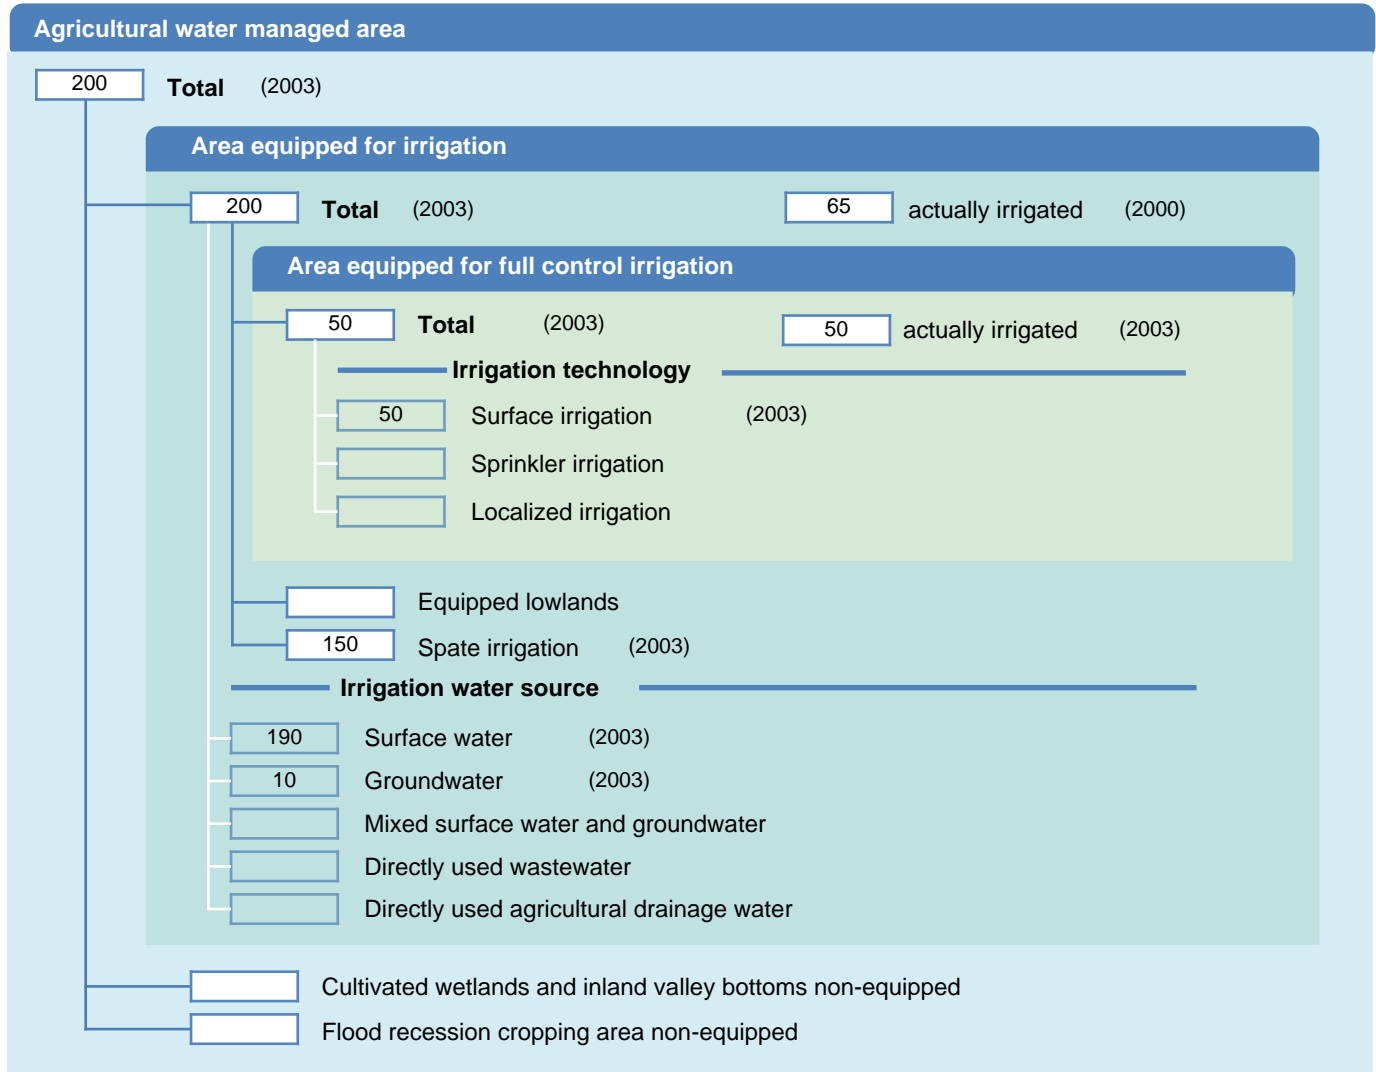 Agricultural water managed area
200 Total (2003)
Area equipped for irrigation
200 Total (2003) 65 actually irrigated (2000)
Area equipped for full control irrigation
50 Total (2003) 50 actually irrigated (2003)
Irrigation technology
50 Surface irrigation (2003)
Sprinkler irrigation
Localized irrigation
Equipped lowlands
150 Spate irrigation (2003)
Irrigation water source
190 Surface water (2003)
10 Groundwater (2003)
Mixed surface water and groundwater
Directly used wastewater
Directly used agricultural drainage water
Cultivated wetlands and inland valley bottoms non-equipped
Flood recession cropping area non-equipped